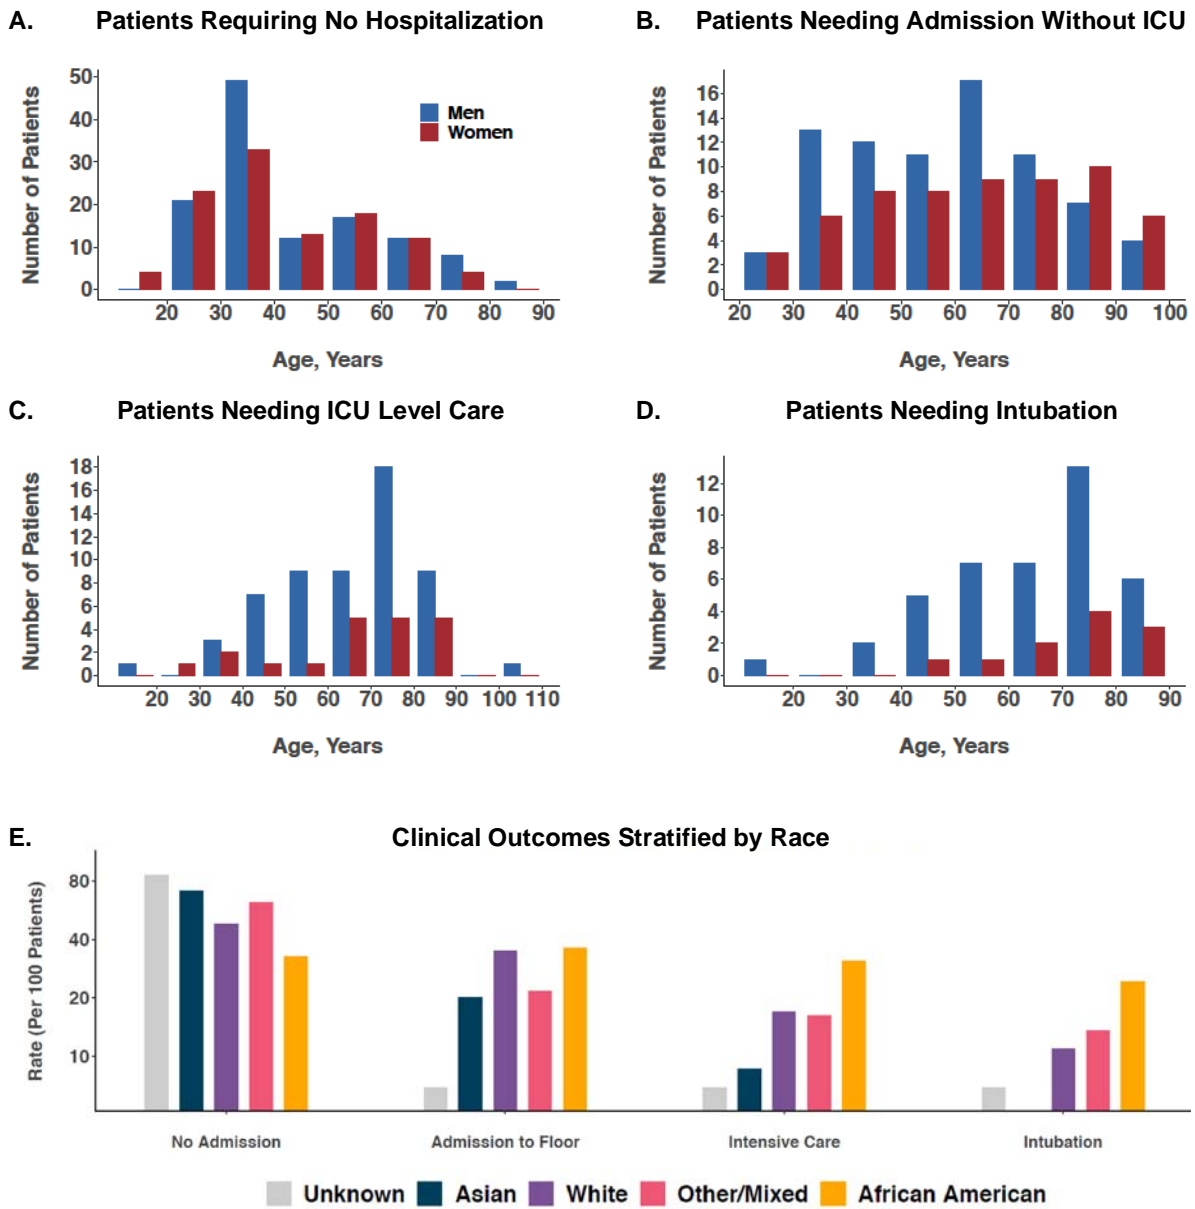 A. Patients Requiring No Hospitalization
Number of Patients
50
40
30
20
10
0
Men
Women
20 30 40 50 60 70 80 90
Age, Years
B. Patients Needing Admission Without ICU
Number of Patients
16
14
12
10
8
6
4
2
0
20 30 40 50 60 70 80 90 100
Age, Years
C. Patients Needing ICU Level Care
Number of Patients
18
16
14
12
10
8
6
4
2
0
20 30 40 50 60 70 80 90 100 110
Age, Years
D. Patients Needing Intubation
Number of Patients
12
10
8
6
4
2
0
20 30 40 50 60 70 80 90
Age, Years
E. Clinical Outcomes Stratified by Race
Rate (Per 100 Patients)
80
40
20
10
No Admission Admission to Floor Intensive Care Intubation
Unknown Asian White Other/Mixed African American